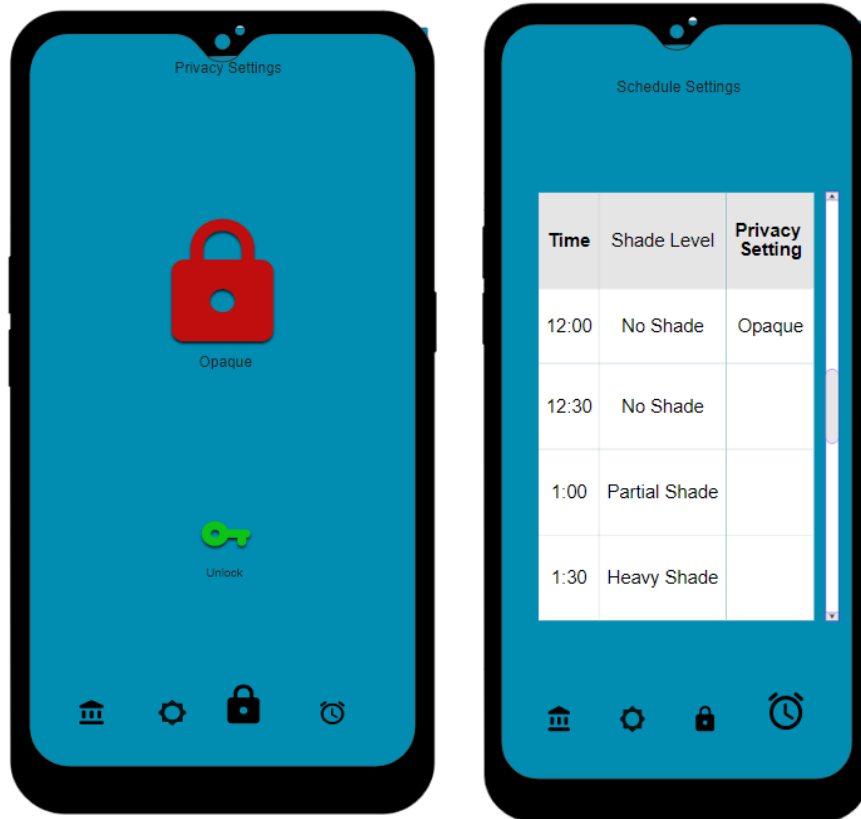 Privacy Settings
Opaque
Unlock
Schedule Settings
Time Shade Level Privacy Setting
12:00 No Shade Opaque
12:30 No Shade
1:00 Partial Shade
1:30 Heavy Shade